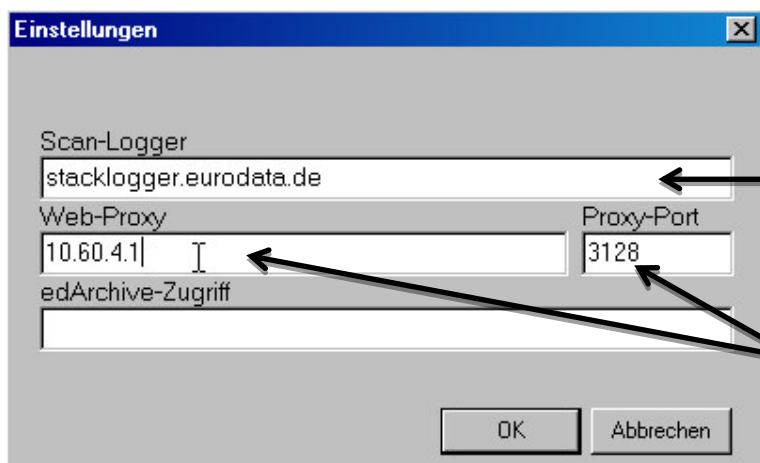 Einstellungen
Scan-Logger
stacklogger.eurodata.de
Web-Proxy Proxy-Port
10.60.4.1 3128
edArchive-Zugriff
OK Abbrechen